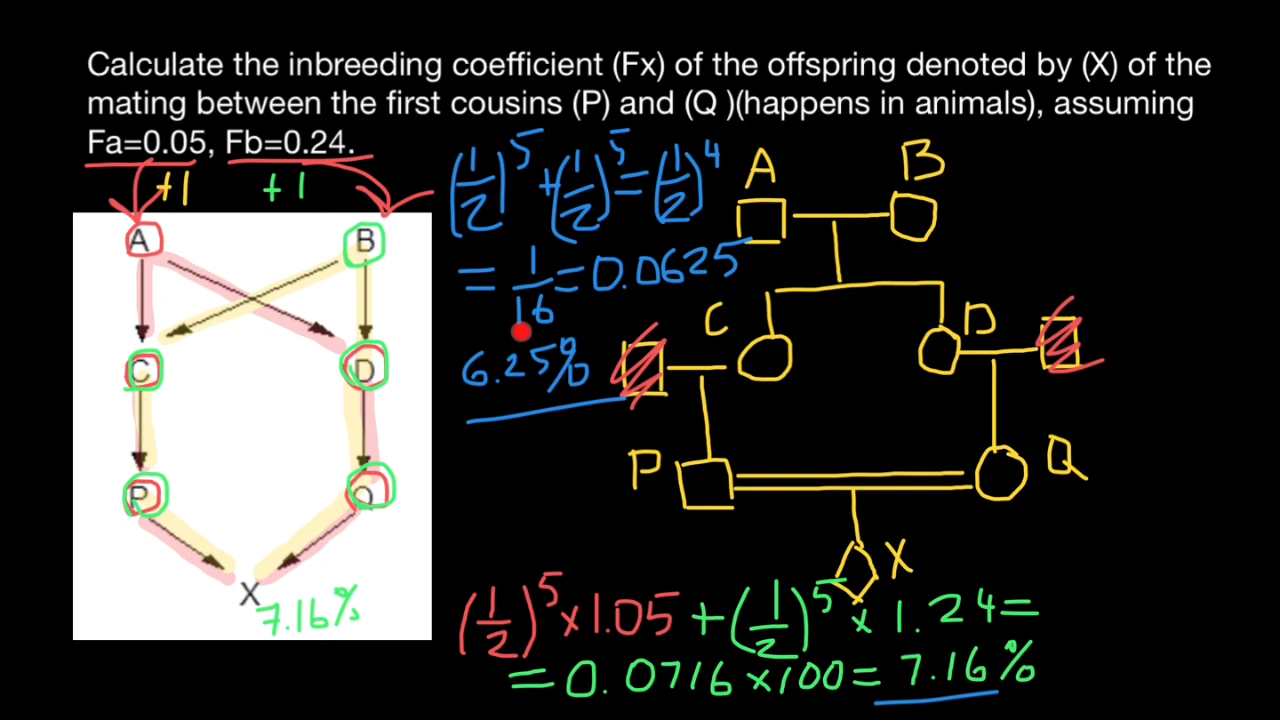 Calculate the inbreeding coefficient (Fx) of the offspring denoted by (X) of the
mating between the first cousins (P) and (Q )(happens in animals), assuming
Fa=0.05, Fb=0.24.
+1 +1
A B
C D
P Q
X
7.16%
(1/2)^5 + (1/2)^5 = (1/2)^4
= 1/16 = 0.0625
6.25%
A B
C D
P Q
X
(1/2)^5 x 1.05 + (1/2)^5 x 1.24 =
= 0.0716 x 100 = 7.16%